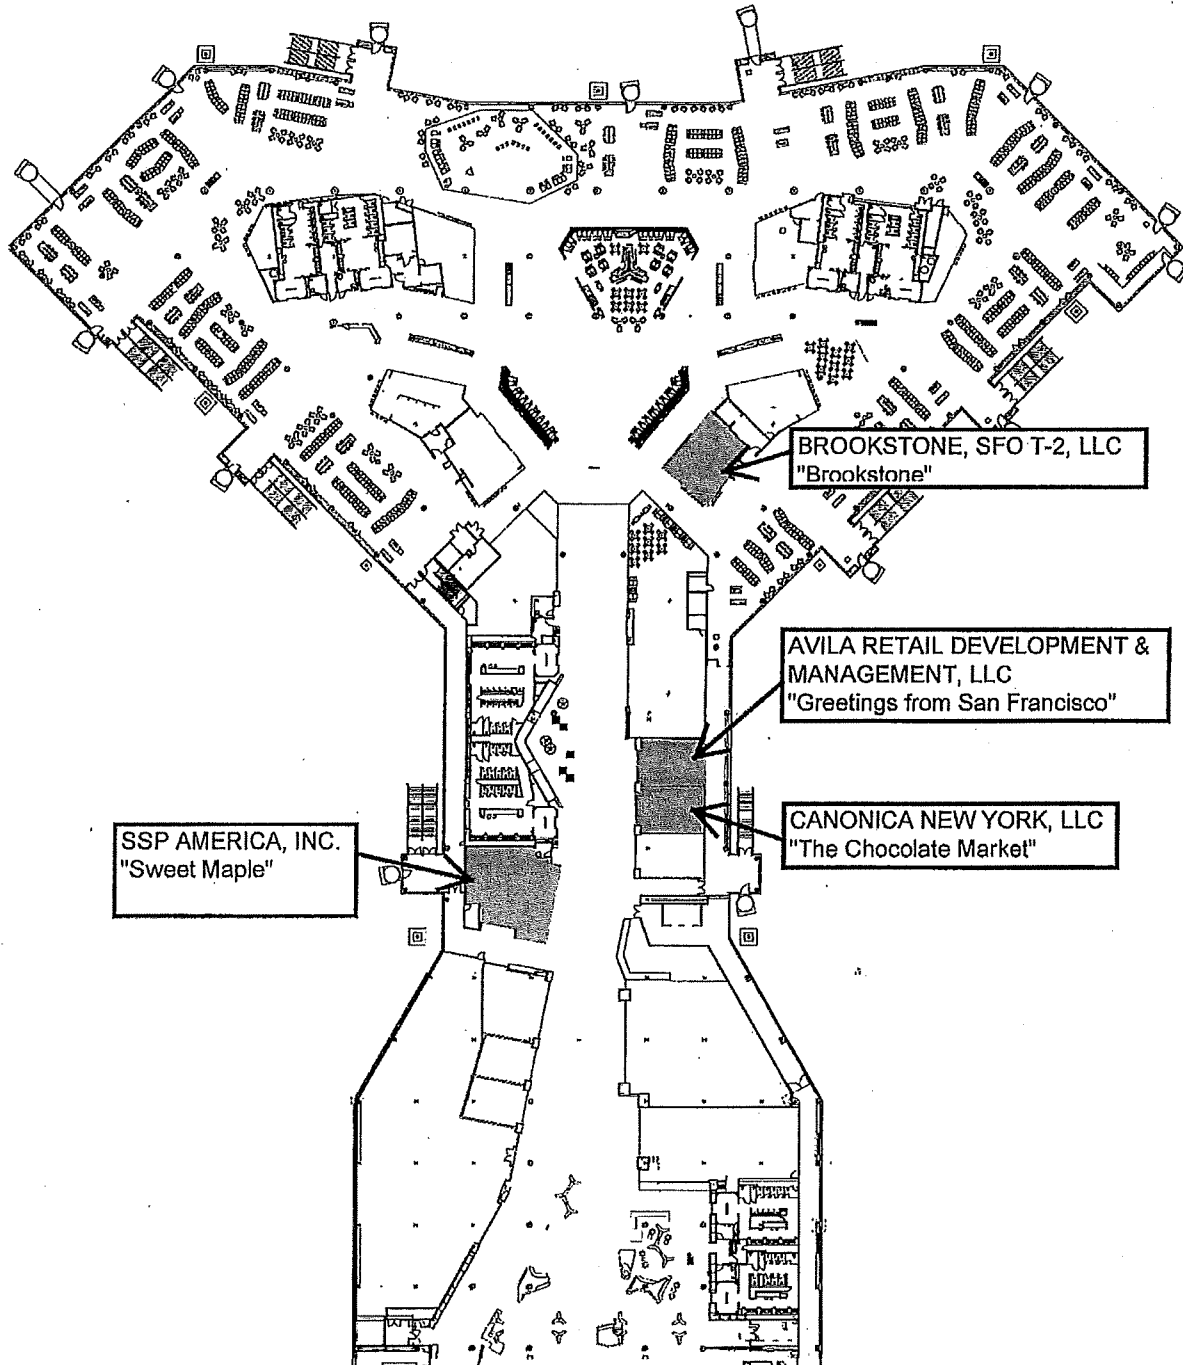 BROOKSTONE, SFO T-2, LLC
"Brookstone"
AVILA RETAIL DEVELOPMENT &
MANAGEMENT, LLC
"Greetings from San Francisco"
CANONICA NEW YORK, LLC
"The Chocolate Market"
SSP AMERICA, INC.
"Sweet Maple"